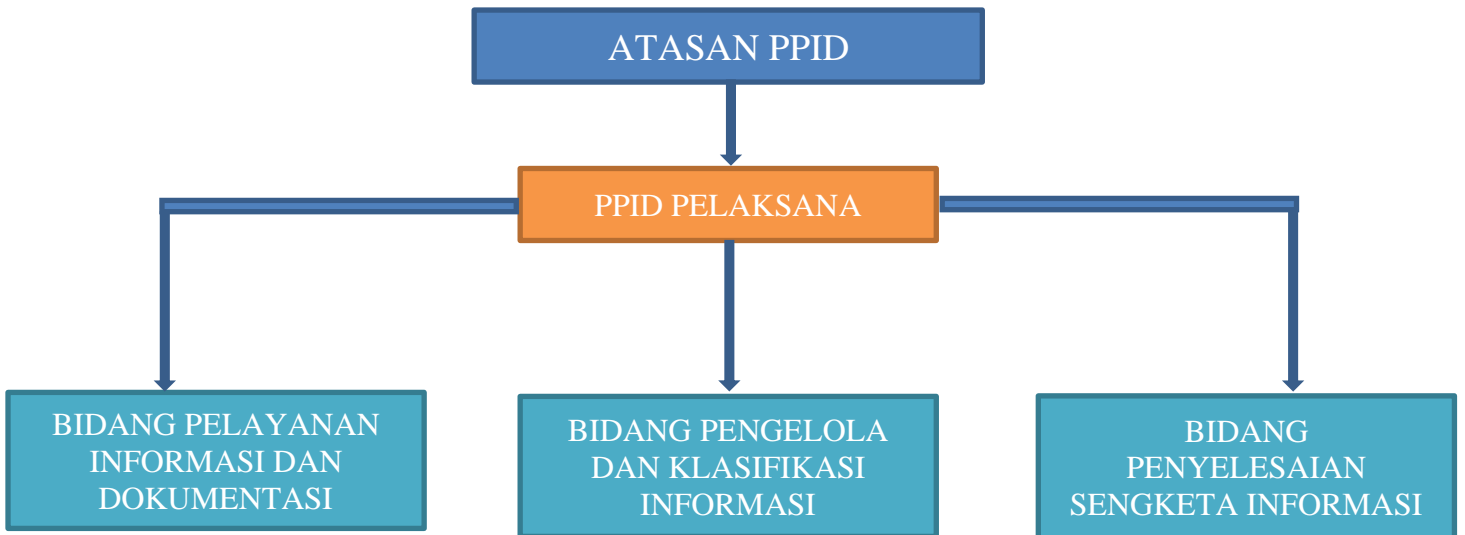 ATASAN PPID
PPID PELAKSANA
BIDANG PELAYANAN
INFORMASI DAN
DOKUMENTASI
BIDANG PENGELOLA
DAN KLASIFIKASI
INFORMASI
BIDANG
PENYELESAIAN
SENGKETA INFORMASI